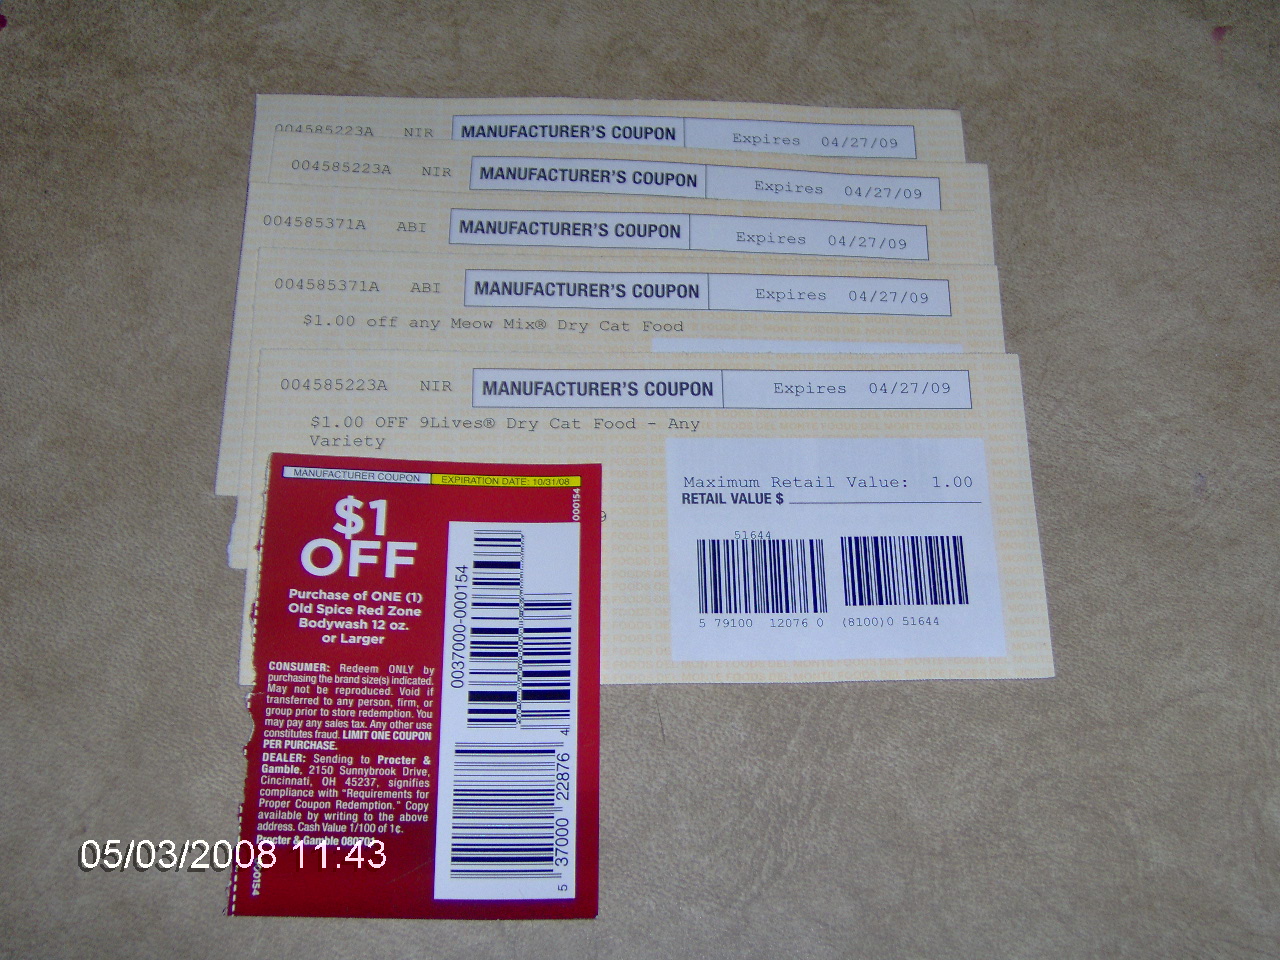 004585223A NIR MANUFACTURER'S COUPON Expires 04/27/09
004585223A NIR MANUFACTURER'S COUPON Expires 04/27/09
004585371A ABI MANUFACTURER'S COUPON Expires 04/27/09
004585371A ABI MANUFACTURER'S COUPON Expires 04/27/09
$1.00 off any Meow Mix® Dry Cat Food
004585223A NIR MANUFACTURER'S COUPON Expires 04/27/09
$1.00 OFF 9Lives® Dry Cat Food - Any
Variety
Maximum Retail Value: 1.00
RETAIL VALUE $
51644
5 79100 12076 0 (8100)0 51644
9
MANUFACTURER COUPON EXPIRATION DATE: 10/31/08
000154
$1
OFF
Purchase of ONE (1)
Old Spice Red Zone
Bodywash 12 oz.
or Larger
CONSUMER: Redeem ONLY by
purchasing the brand size(s) indicated.
May not be reproduced. Void if
transferred to any person, firm, or
group prior to store redemption. You
may pay any sales tax. Any other use
constitutes fraud. LIMIT ONE COUPON
PER PURCHASE.
DEALER: Sending to Procter &
Gamble, 2150 Sunnybrook Drive,
Cincinnati, OH 45237, signifies
compliance with "Requirements for
Proper Coupon Redemption." Copy
available by writing to the above
address. Cash Value 1/100 of 1¢.
Procter & Gamble 080701
000154
0037000-000154
5 37000 22876 4
05/03/2008 11:43